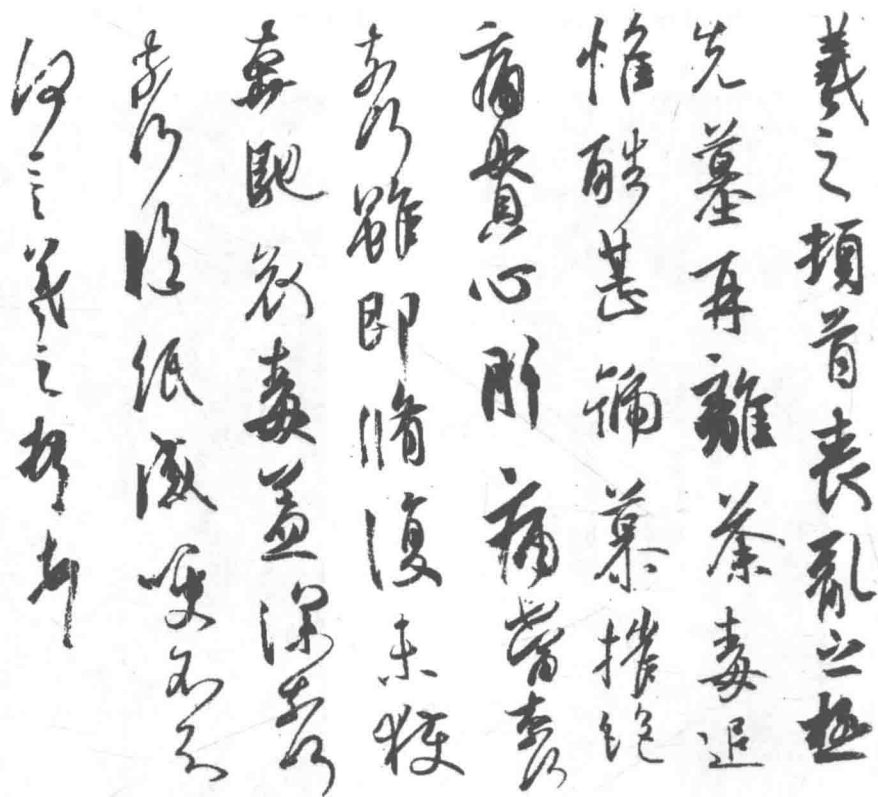 羲之頓首喪亂之極
先墓再離荼毒追
惟酷甚號慕摧絕
痛貫心肝痛當奈何
奈何雖即脩復未獲
奔馳哀毒益深奈何
奈何臨紙感哽不知
何言羲之頓首